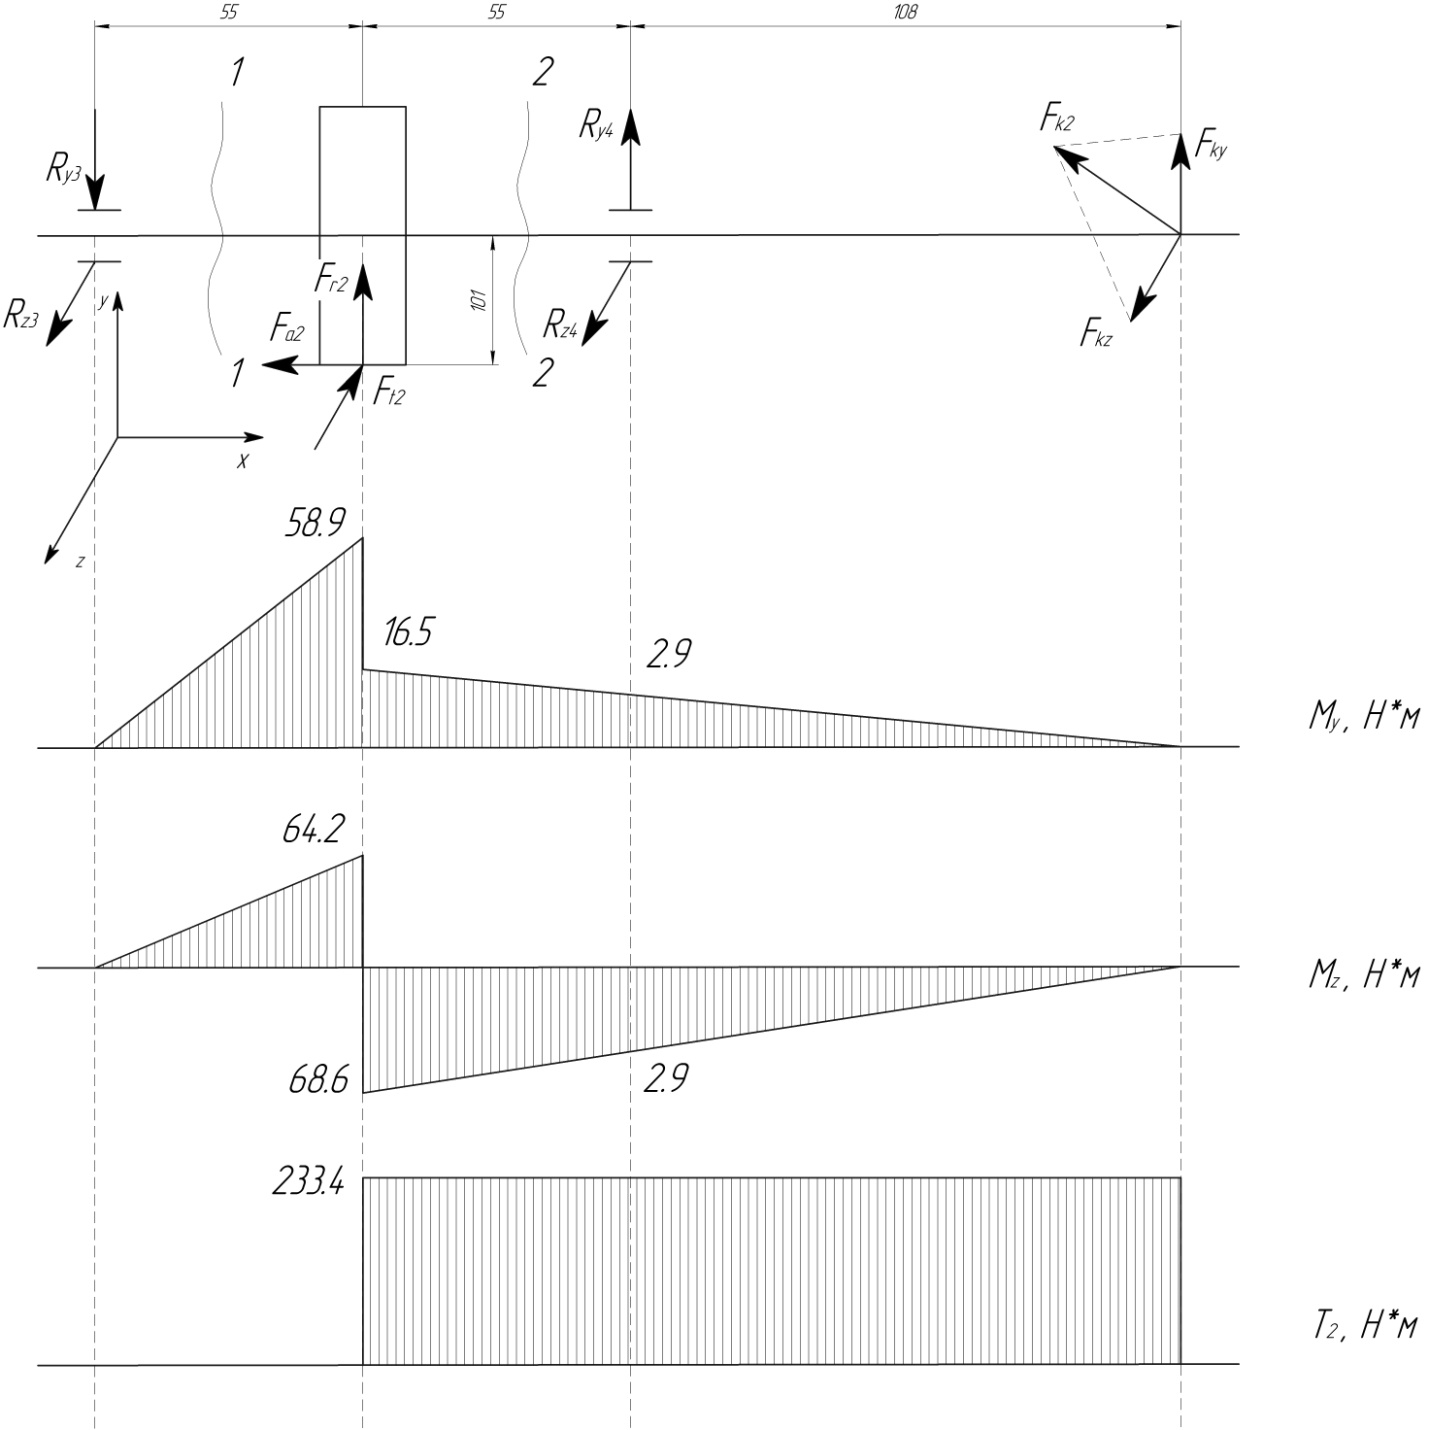 55 55 108
1 2
Ry3 Ry4 Fk2 Fky
Fr2 101
Rz3 y Fa2 Rz4 Fkz
1 Ft2 2
x
z
58.9
16.5 2.9
My, Н*м
64.2
Mz, Н*м
68.6 2.9
233.4
T2, Н*м